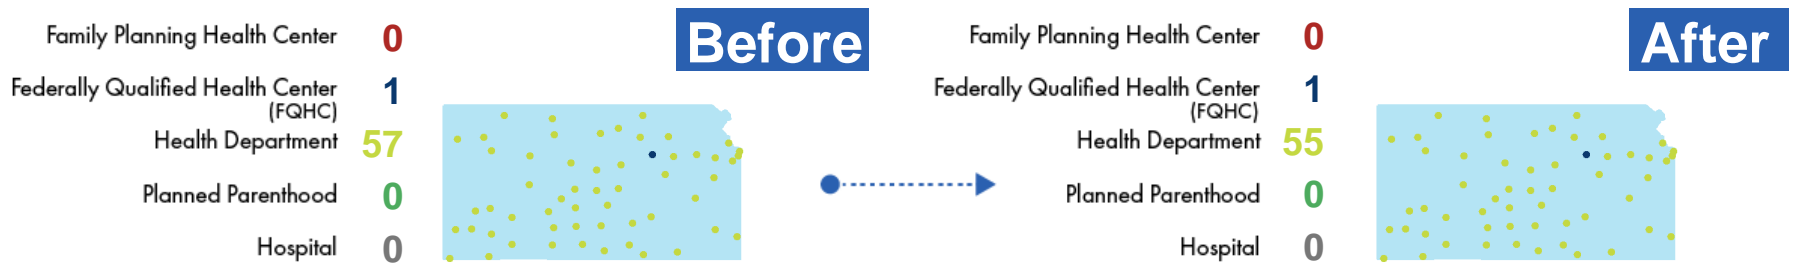 Before
Family Planning Health Center 0
Federally Qualified Health Center 1
(FQHC)
Health Department 57
Planned Parenthood 0
Hospital 0
After
Family Planning Health Center 0
Federally Qualified Health Center 1
(FQHC)
Health Department 55
Planned Parenthood 0
Hospital 0